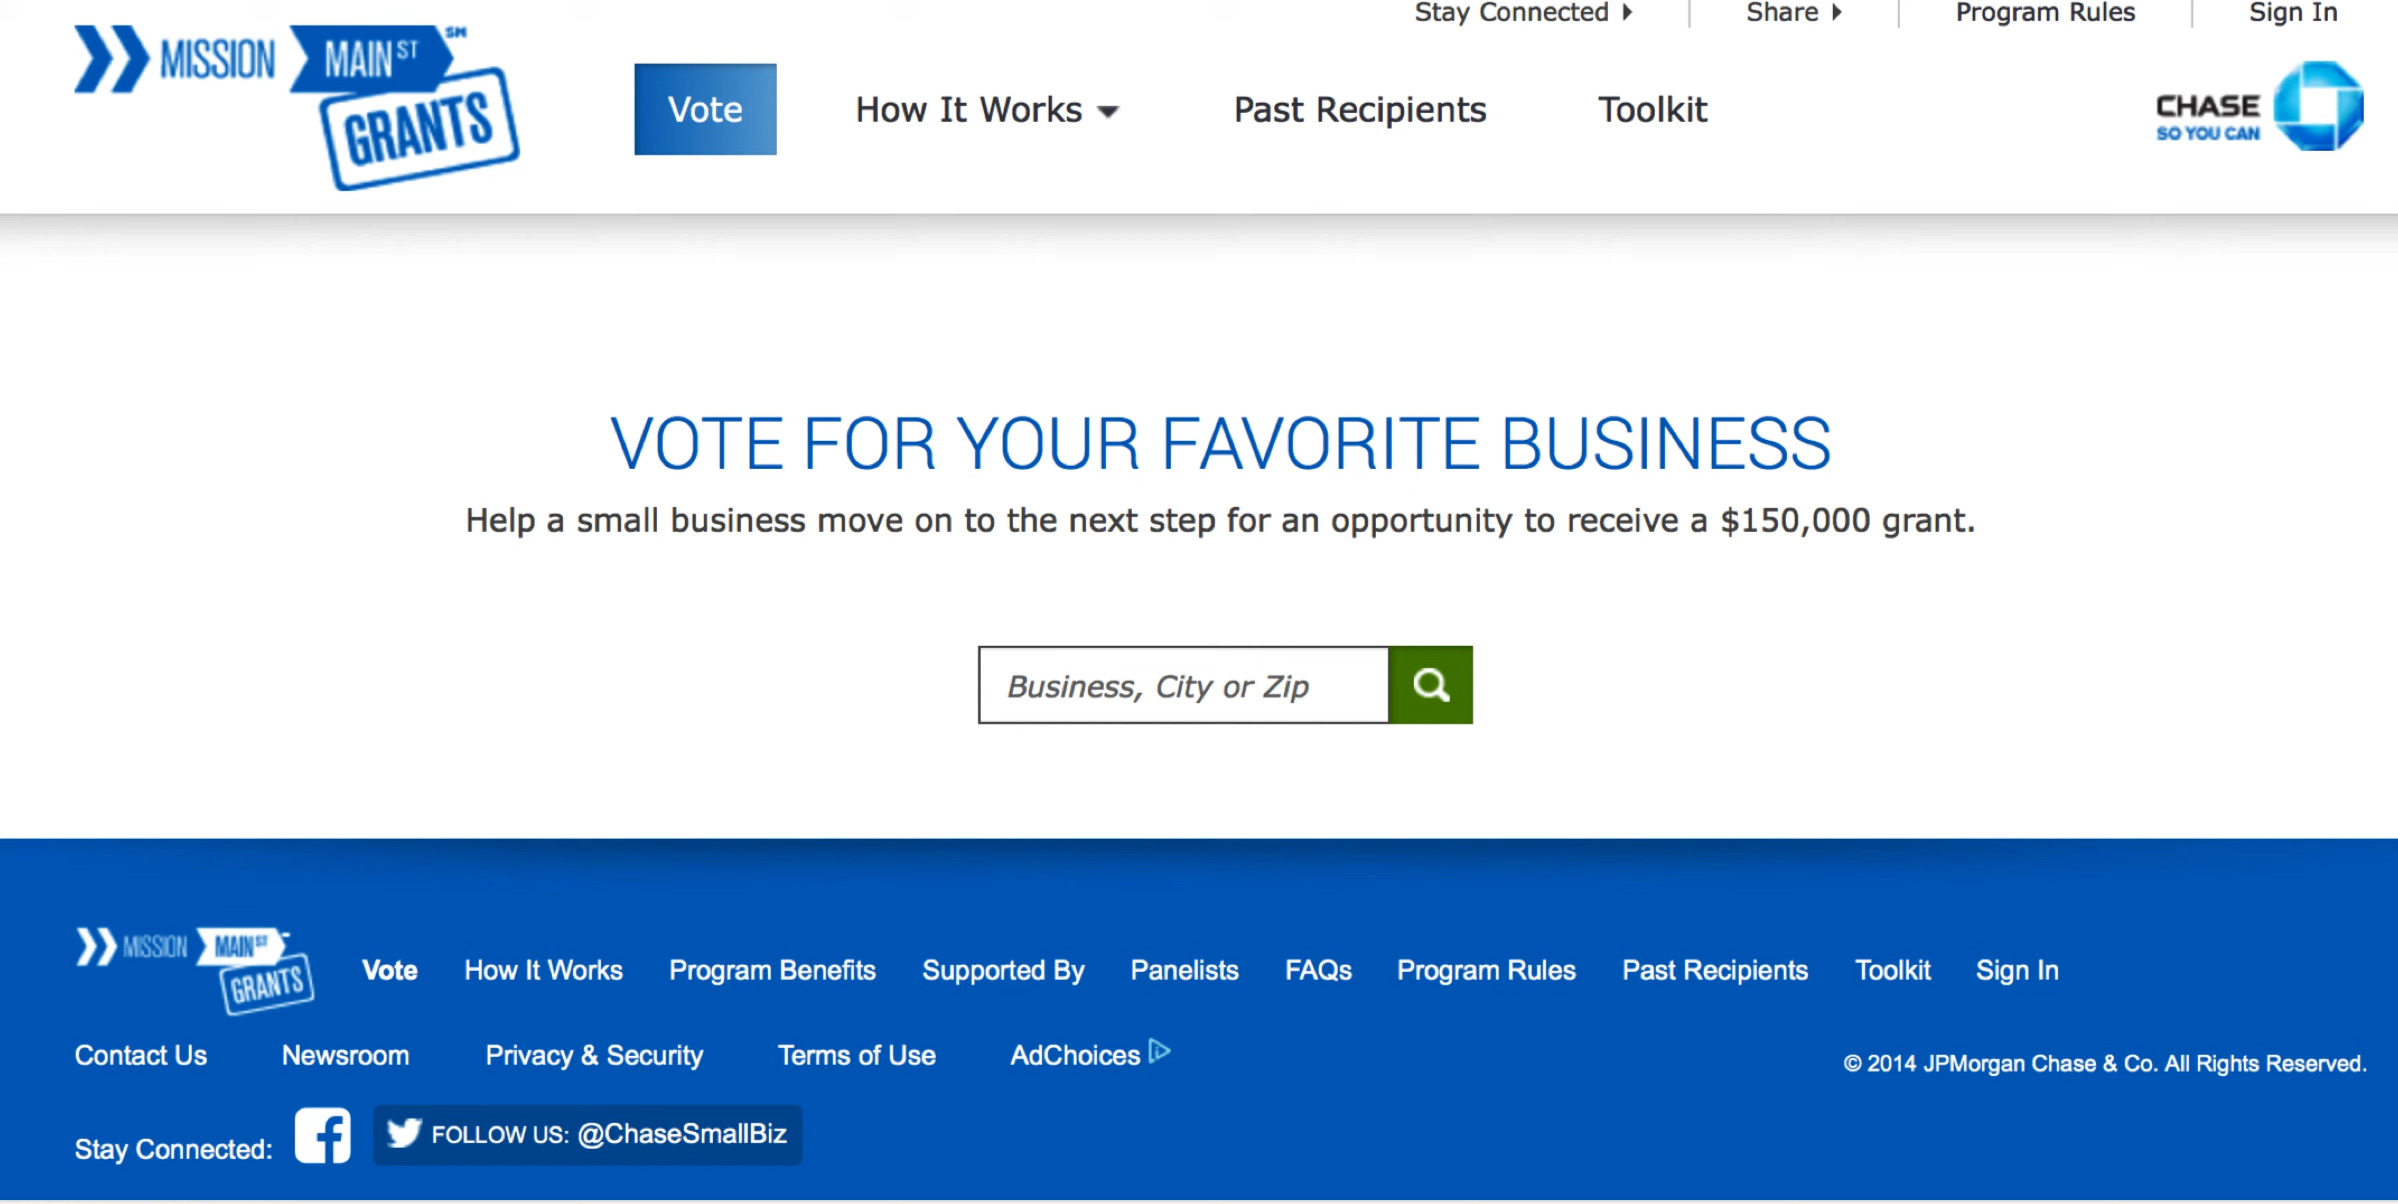 Stay Connected Share Program Rules Sign In
MISSION MAIN ST SM
GRANTS
Vote How It Works Past Recipients Toolkit
CHASE
SO YOU CAN
VOTE FOR YOUR FAVORITE BUSINESS
Help a small business move on to the next step for an opportunity to receive a $150,000 grant.
Business, City or Zip
MISSION MAIN ST
GRANTS
Vote How It Works Program Benefits Supported By Panelists FAQs Program Rules Past Recipients Toolkit Sign In
Contact Us Newsroom Privacy & Security Terms of Use AdChoices
© 2014 JPMorgan Chase & Co. All Rights Reserved.
Stay Connected: FOLLOW US: @ChaseSmallBiz